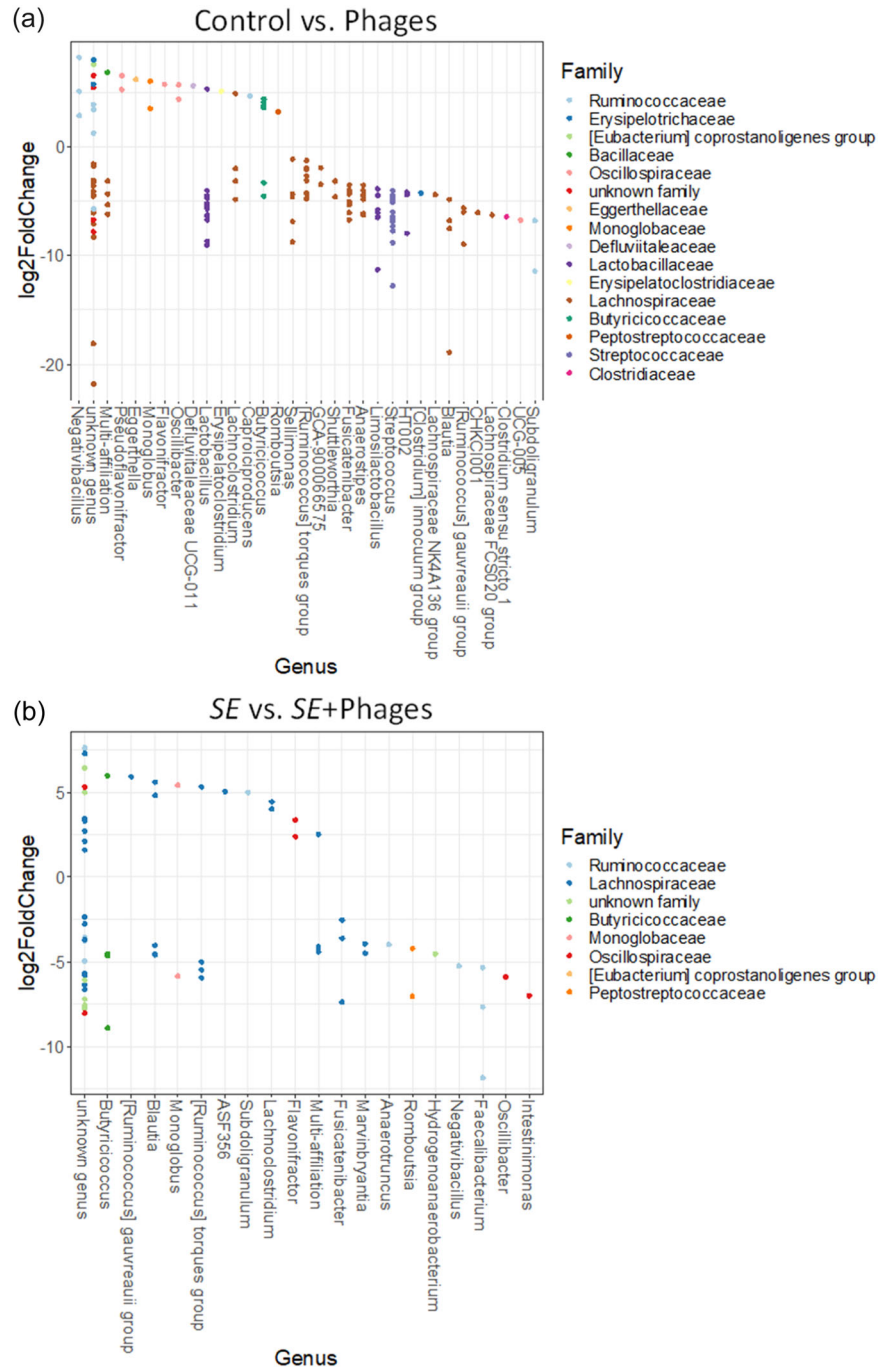 (a)
Control vs. Phages
log2FoldChange
0
-10
-20
Negativibacillus
unknown genus
Multi-affiliation
Pseudoflavonifractor
Eggerthella
Monoglobus
Flavonifractor
Oscillibacter
Defluviitaleaceae UCG-011
Lactobacillus
Erysipelatoclostridium
Lachnoclostridium
Caproiciproducens
Butyricicoccus
Romboutsia
Sellimonas
[Ruminococcus] torques group
GCA-900066575
Shuttleworthia
Fusicatenibacter
Anaerostipes
Limosilactobacillus
Streptococcus
HT002
[Clostridium] innocuum group
Lachnospiraceae NK4A136 group
Blautia
[Ruminococcus] gauvreauii group
CHKCI001
Lachnospiraceae FCS020 group
Clostridium sensu stricto 1
UCG-005
Subdoligranulum
Genus
Family
Ruminococcaceae
Erysipelotrichaceae
[Eubacterium] coprostanoligenes group
Bacillaceae
Oscillospiraceae
unknown family
Eggerthellaceae
Monoglobaceae
Defluviitaleaceae
Lactobacillaceae
Erysipelatoclostridiaceae
Lachnospiraceae
Butyricicoccaceae
Peptostreptococcaceae
Streptococcaceae
Clostridiaceae
(b)
SE vs. SE+Phages
log2FoldChange
5
0
-5
-10
unknown genus
Butyricicoccus
[Ruminococcus] gauvreauii group
Blautia
Monoglobus
[Ruminococcus] torques group
ASF356
Subdoligranulum
Lachnoclostridium
Flavonifractor
Multi-affiliation
Fusicatenibacter
Marvinbryantia
Anaerotruncus
Romboutsia
Hydrogenoanaerobacterium
Negativibacillus
Faecalibacterium
Oscillibacter
Intestinimonas
Genus
Family
Ruminococcaceae
Lachnospiraceae
unknown family
Butyricicoccaceae
Monoglobaceae
Oscillospiraceae
[Eubacterium] coprostanoligenes group
Peptostreptococcaceae